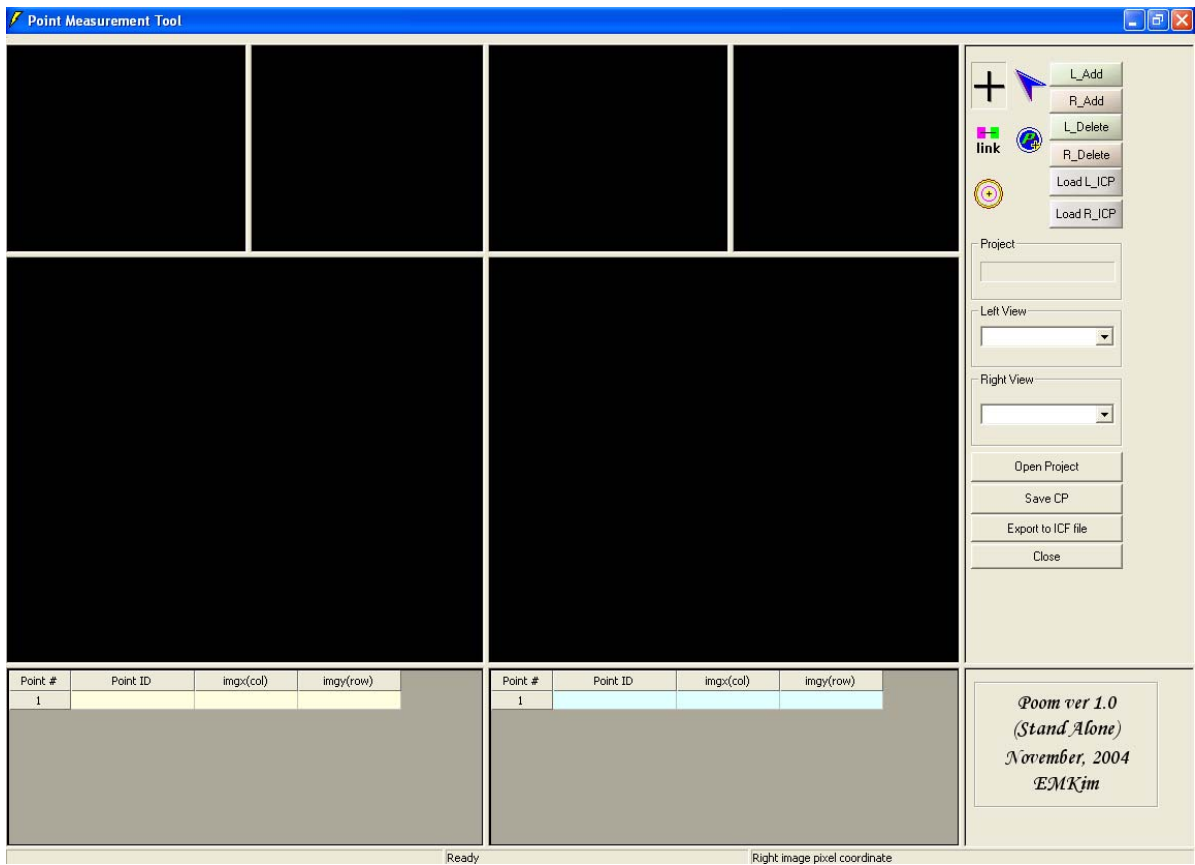 Point Measurement Tool
L_Add
R_Add
link
L_Delete
R_Delete
Load L_ICP
Load R_ICP
Project
Left View
Right View
Open Project
Save CP
Export to ICF file
Close
Point # Point ID imgx(col) imgy(row)
1
Point # Point ID imgx(col) imgy(row)
1
Poom ver 1.0
(Stand Alone)
November, 2004
EMKim
Ready
Right image pixel coordinate